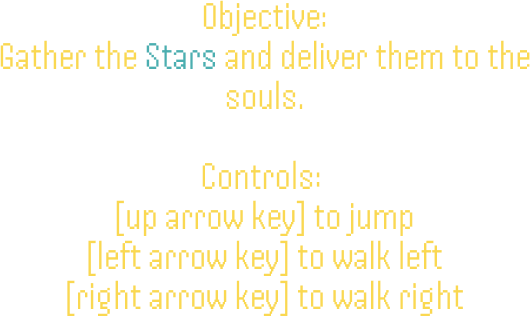 Objective:
Gather the Stars and deliver them to the
souls.
Controls:
[up arrow key] to jump
[left arrow key] to walk left
[right arrow key] to walk right